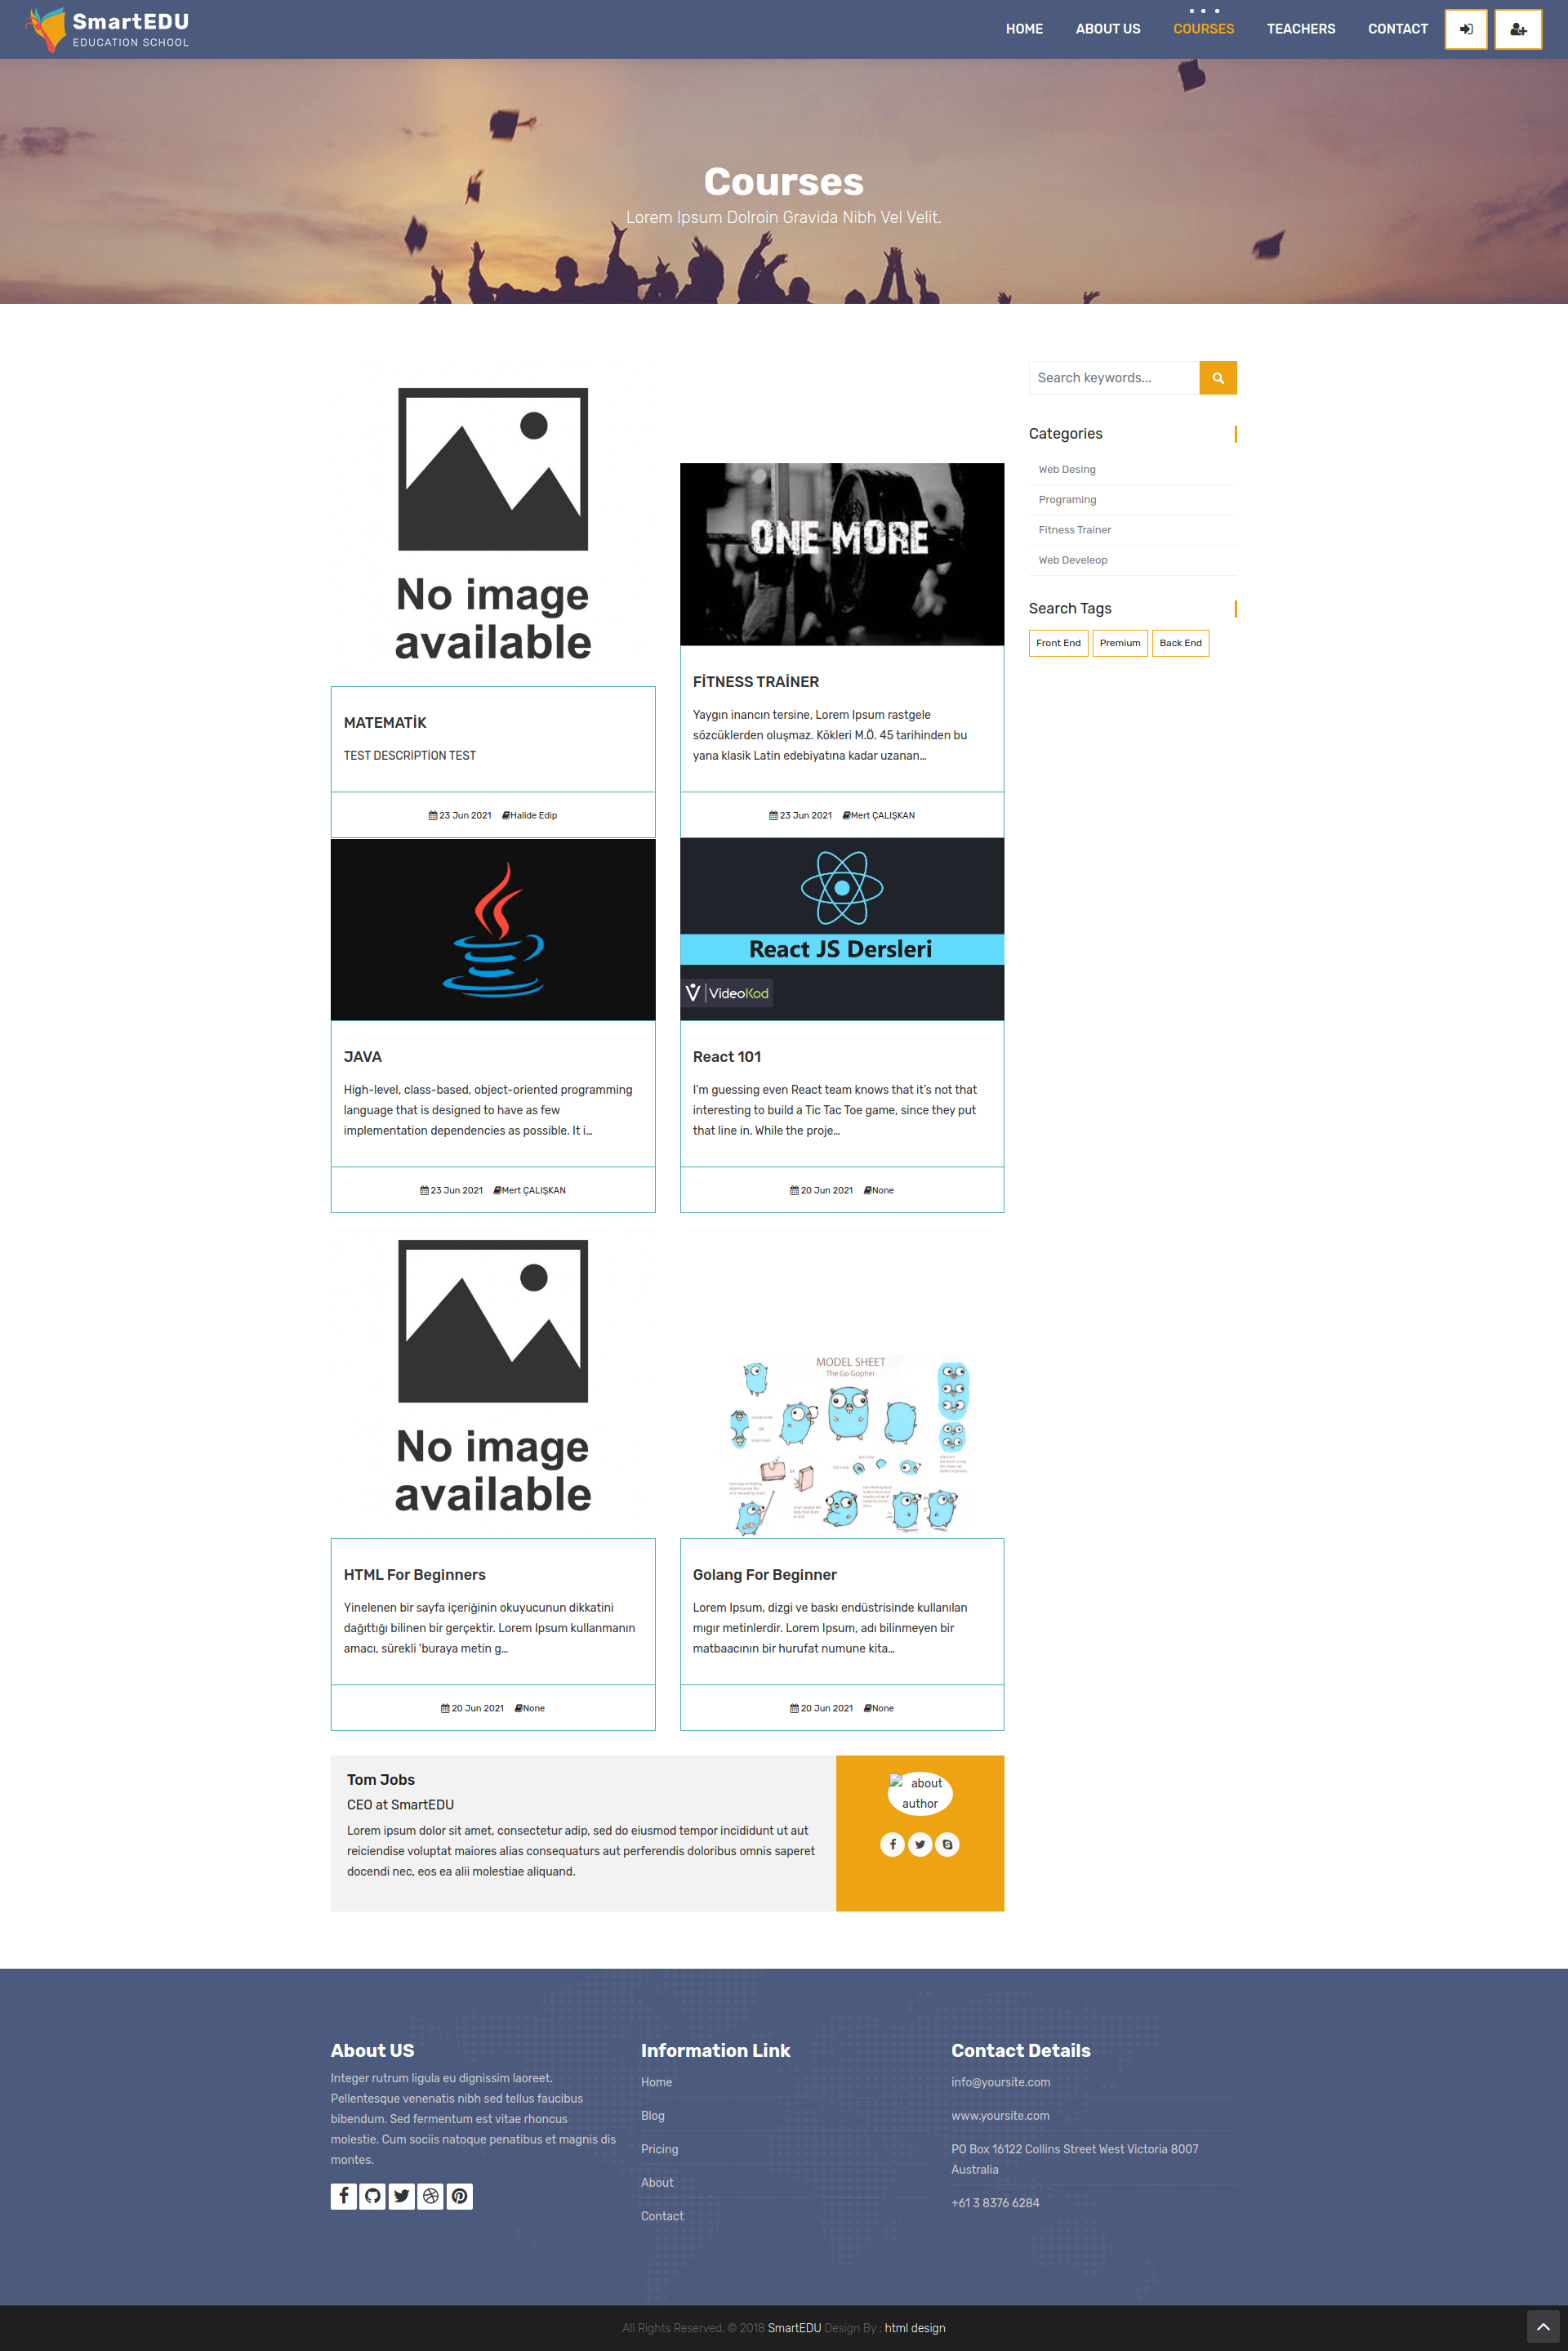 SmartEDU
EDUCATION SCHOOL
HOME
ABOUT US
COURSES
TEACHERS
CONTACT
Courses
Lorem Ipsum Dolroin Gravida Nibh Vel Velit.
No image
available
MATEMATİK
TEST DESCRİPTİON TEST
23 Jun 2021
Halide Edip
ONE MORE
FİTNESS TRAİNER
Yaygın inancın tersine, Lorem Ipsum rastgele
sözcüklerden oluşmaz. Kökleri M.Ö. 45 tarihinden bu
yana klasik Latin edebiyatına kadar uzanan…
23 Jun 2021
Mert ÇALIŞKAN
JAVA
High-level, class-based, object-oriented programming
language that is designed to have as few
implementation dependencies as possible. It i…
23 Jun 2021
Mert ÇALIŞKAN
React JS Dersleri
VideoKod
React 101
I'm guessing even React team knows that it's not that
interesting to build a Tic Tac Toe game, since they put
that line in. While the proje…
20 Jun 2021
None
No image
available
HTML For Beginners
Yinelenen bir sayfa içeriğinin okuyucunun dikkatini
dağıttığı bilinen bir gerçektir. Lorem Ipsum kullanmanın
amacı, sürekli 'buraya metin g…
20 Jun 2021
None
MODEL SHEET
The Go Gopher
Golang For Beginner
Lorem Ipsum, dizgi ve baskı endüstrisinde kullanılan
mıgır metinlerdir. Lorem Ipsum, adı bilinmeyen bir
matbaacının bir hurufat numune kita…
20 Jun 2021
None
Search keywords...
Categories
Web Desing
Programing
Fitness Trainer
Web Develeop
Search Tags
Front End
Premium
Back End
Tom Jobs
CEO at SmartEDU
Lorem ipsum dolor sit amet, consectetur adip, sed do eiusmod tempor incididunt ut aut
reiciendise voluptat maiores alias consequaturs aut perferendis doloribus omnis saperet
docendi nec, eos ea alii molestiae aliquand.
about
author
About US
Integer rutrum ligula eu dignissim laoreet.
Pellentesque venenatis nibh sed tellus faucibus
bibendum. Sed fermentum est vitae rhoncus
molestie. Cum sociis natoque penatibus et magnis dis
montes.
Information Link
Home
Blog
Pricing
About
Contact
Contact Details
info@yoursite.com
www.yoursite.com
PO Box 16122 Collins Street West Victoria 8007
Australia
+61 3 8376 6284
All Rights Reserved. © 2018 SmartEDU Design By : html design